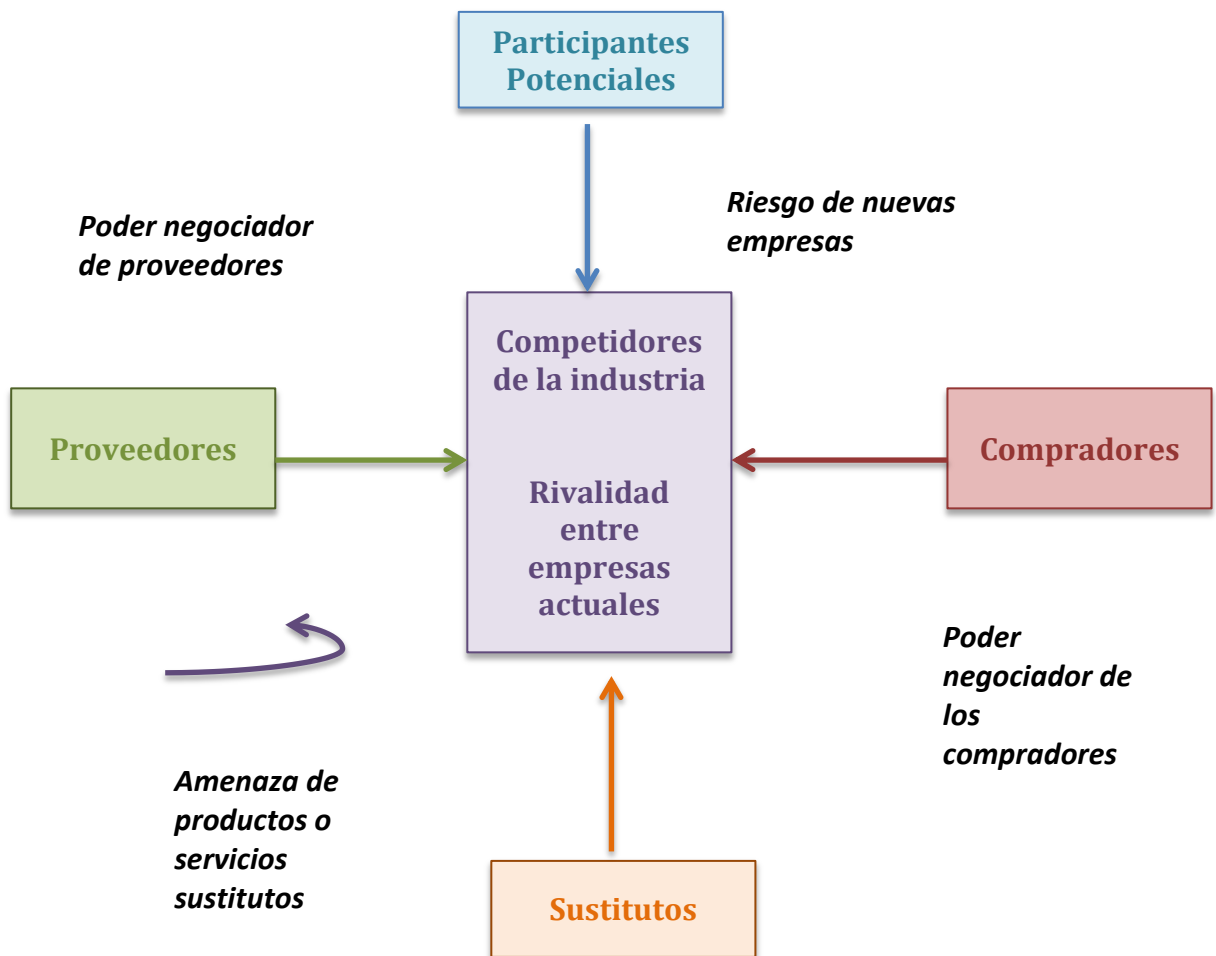 Participantes
Potenciales
Poder negociador
de proveedores
Riesgo de nuevas
empresas
Competidores
de la industria
Proveedores
Compradores
Rivalidad
entre
empresas
actuales
Poder
negociador de
los
compradores
Amenaza de
productos o
servicios
sustitutos
Sustitutos